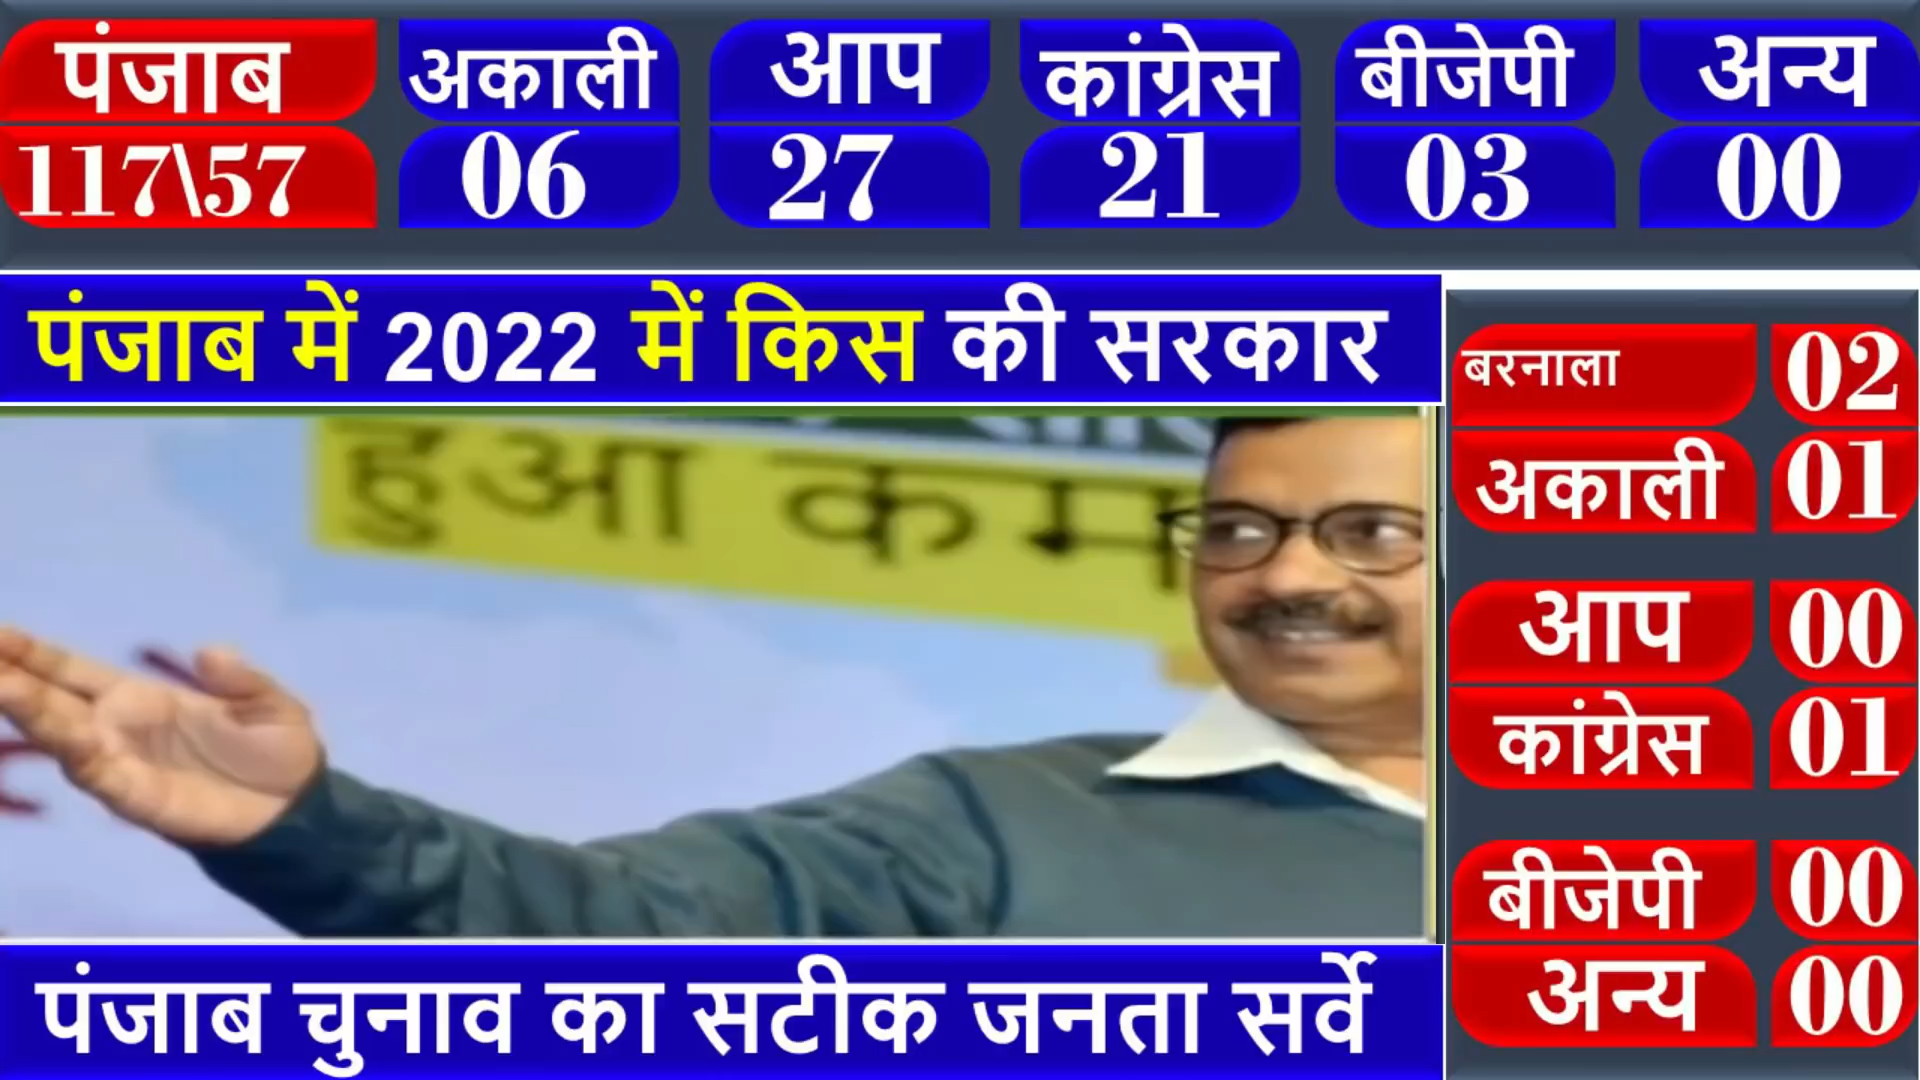 पंजाब अकाली आप कांग्रेस बीजेपी अन्य
117\57 06 27 21 03 00
पंजाब में 2022 में किस की सरकार
हुआ कम
बरनाला 02
अकाली 01
आप 00
कांग्रेस 01
बीजेपी 00
अन्य 00
पंजाब चुनाव का सटीक जनता सर्वे